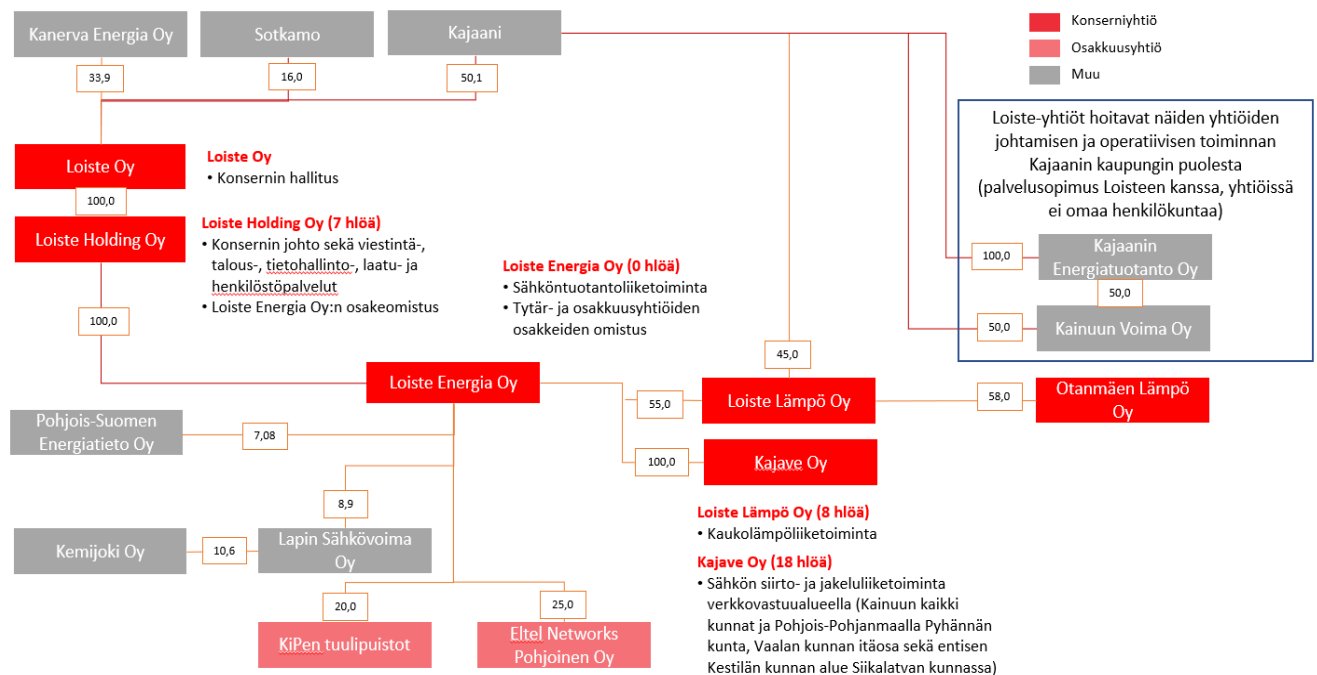 Kanerva Energia Oy
Sotkamo
Kajaani
Konserniyhtiö
Osakkuusyhtiö
Muu
33,9
16,0
50,1
Loiste Oy
100,0
Loiste Holding Oy
100,0
Loiste Oy
• Konsernin hallitus
Loiste Holding Oy (7 hlöä)
• Konsernin johto sekä viestintä-,
talous-, tietohallinto-, laatu- ja
henkilöstöpalvelut
• Loiste Energia Oy:n osakeomistus
Loiste Energia Oy (0 hlöä)
• Sähköntuotantoliiketoiminta
• Tytär- ja osakkuusyhtiöiden
osakkeiden omistus
Loiste-yhtiöt hoitavat näiden yhtiöiden
johtamisen ja operatiivisen toiminnan
Kajaanin kaupungin puolesta
(palvelusopimus Loisteen kanssa, yhtiöissä
ei omaa henkilökuntaa)
100,0
Kajaanin
Energiatuotanto Oy
50,0
50,0
Kainuun Voima Oy
45,0
Loiste Energia Oy
55,0
Loiste Lämpö Oy
58,0
Otanmäen Lämpö
Oy
Pohjois-Suomen
Energiatieto Oy
7,08
100,0
Kajave Oy
8,9
Kemijoki Oy
10,6
Lapin Sähkövoima
Oy
20,0
KiPen tuulipuistot
25,0
Eltel Networks
Pohjoinen Oy
Loiste Lämpö Oy (8 hlöä)
• Kaukolämpöliiketoiminta
Kajave Oy (18 hlöä)
• Sähkön siirto- ja jakeluliiketoiminta
verkkovastuualueella (Kainuun kaikki
kunnat ja Pohjois-Pohjanmaalla Pyhännän
kunta, Vaalan kunnan itäosa sekä entisen
Kestilän kunnan alue Siikalatvan kunnassa)